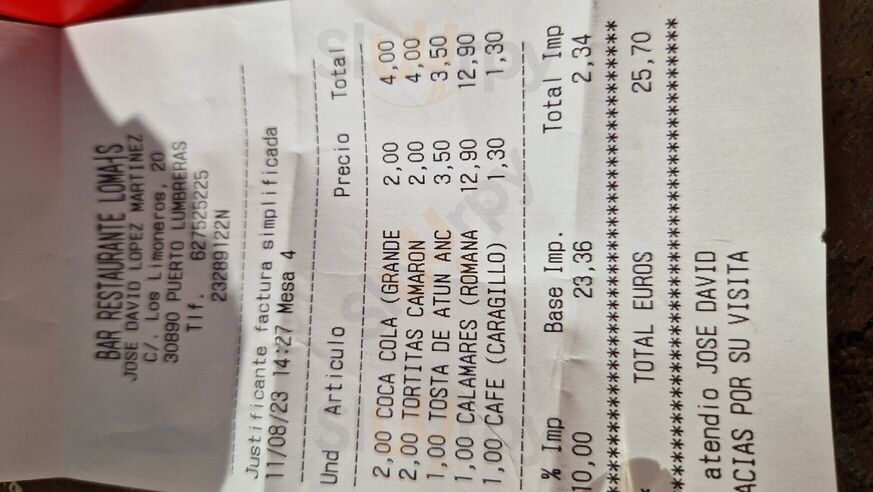 BAR RESTAURANTE LOMAS
JOSE DAVID LOPEZ MARTINEZ
C/. Los Limoneros, 20
30890 PUERTO LUMBRERAS
Tlf. 627525225
23289122N
Justificante factura simplificada
11/08/23 14:27 Mesa 4
Und Articulo Precio Total
2,00 COCA COLA (GRANDE 2,00 4,00
2,00 TORTITAS CAMARON 2,00 4,00
1,00 TOSTA DE ATUN ANC 3,50 3,50
1,00 CALAMARES (ROMANA 12,90 12,90
1,00 CAFE (CARAGILLO) 1,30 1,30
% Imp Base Imp. Total Imp
10,00 23,36 2,34
TOTAL EUROS 25,70
atendio JOSE DAVID
ACIAS POR SU VISITA
Slurpy
Slurpy
Slurpy